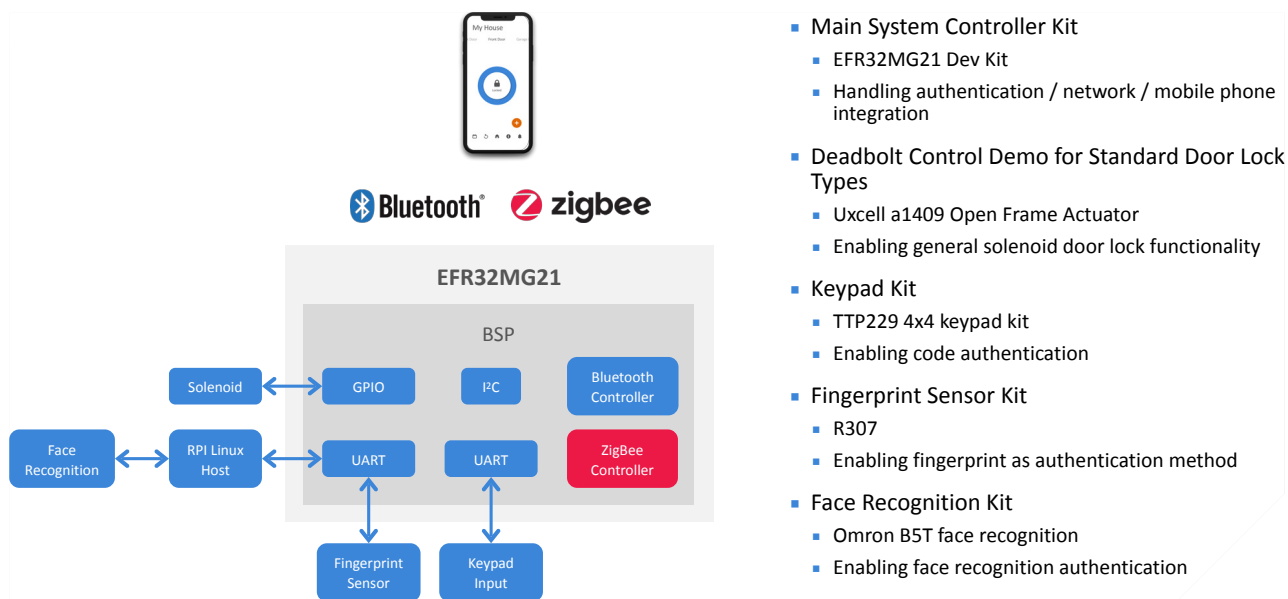 My House
Front Door
Bluetooth®
zigbee
EFR32MG21
BSP
Solenoid
GPIO
I²C
Bluetooth
Controller
Face
Recognition
RPI Linux
Host
UART
UART
ZigBee
Controller
Fingerprint
Sensor
Keypad
Input
Main System Controller Kit
EFR32MG21 Dev Kit
Handling authentication / network / mobile phone
integration
Deadbolt Control Demo for Standard Door Lock
Types
Uxcell a1409 Open Frame Actuator
Enabling general solenoid door lock functionality
Keypad Kit
TTP229 4x4 keypad kit
Enabling code authentication
Fingerprint Sensor Kit
R307
Enabling fingerprint as authentication method
Face Recognition Kit
Omron B5T face recognition
Enabling face recognition authentication